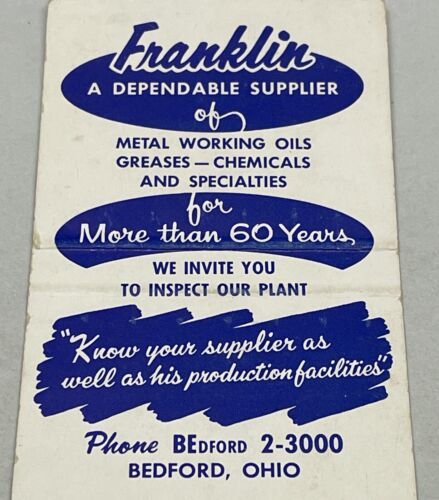 Franklin
A DEPENDABLE SUPPLIER
of
METAL WORKING OILS
GREASES — CHEMICALS
AND SPECIALTIES
for
More than 60 Years
WE INVITE YOU
TO INSPECT OUR PLANT
"Know your supplier as
well as his production facilities"
Phone BEDFORD 2-3000
BEDFORD, OHIO